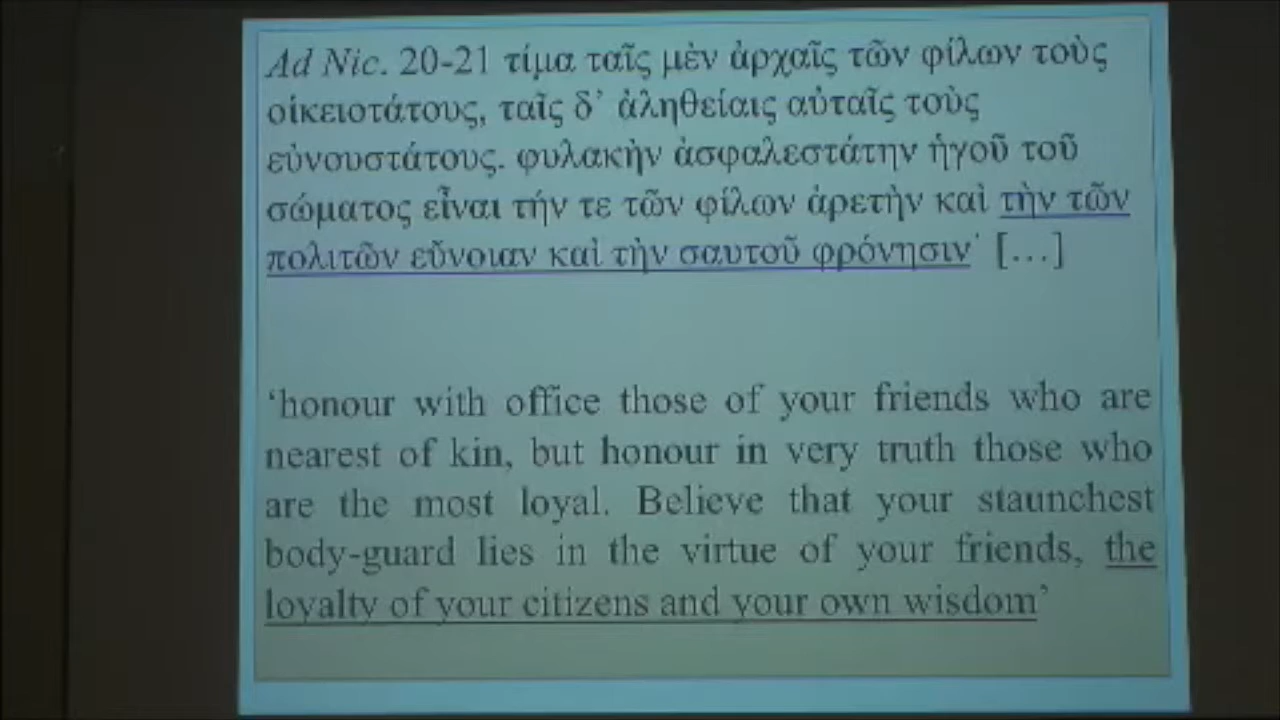 Ad Nic. 20-21 τίμα ταῖς μὲν ἀρχαῖς τῶν φίλων τοὺς
οἰκειοτάτους, ταῖς δ’ ἀληθείαις αὐταῖς τοὺς
εὐνουστάτους. φυλακὴν ἀσφαλεστάτην ἡγοῦ τοῦ
σώματος εἶναι τήν τε τῶν φίλων ἀρετὴν καὶ τὴν τῶν
πολιτῶν εὔνοιαν καὶ τὴν σαυτοῦ φρόνησιν˙ […]
‘honour with office those of your friends who are
nearest of kin, but honour in very truth those who
are the most loyal. Believe that your staunchest
body-guard lies in the virtue of your friends, the
loyalty of your citizens and your own wisdom’